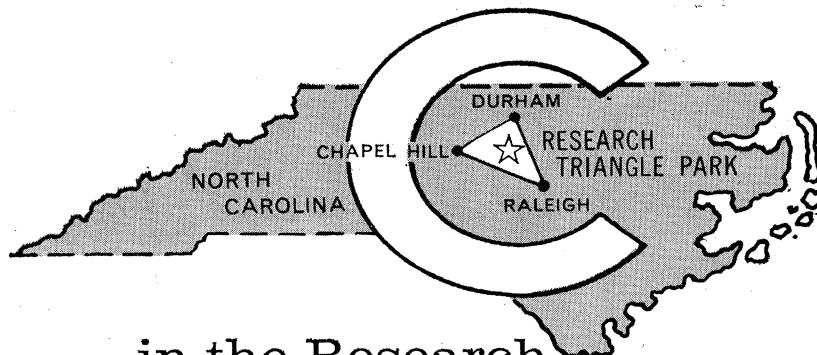 C
DURHAM
CHAPEL HILL
RESEARCH
TRIANGLE PARK
NORTH
CAROLINA
RALEIGH
in the Research